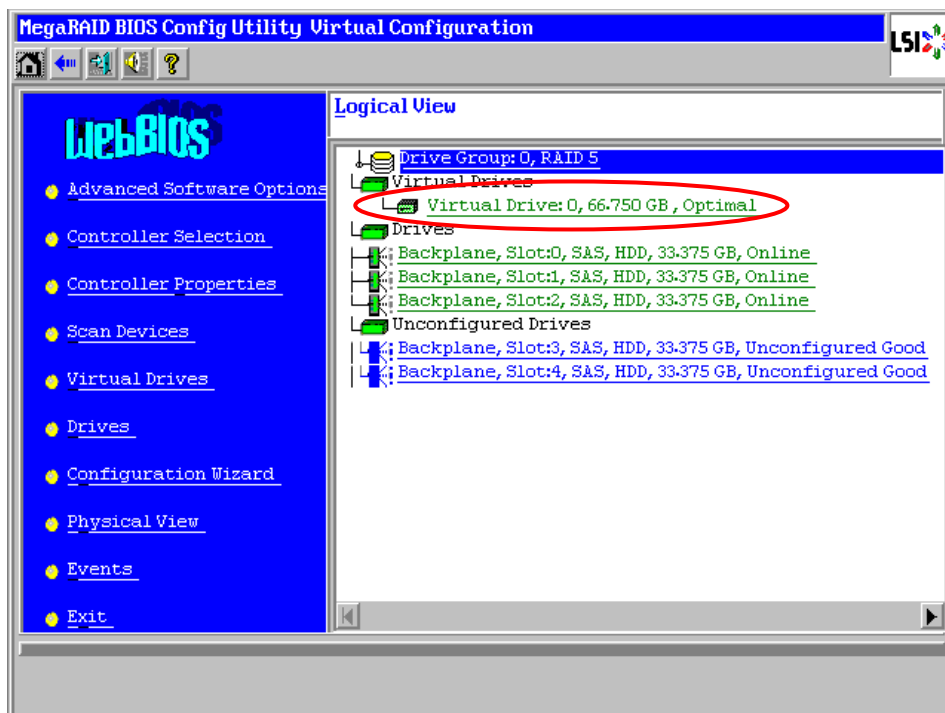 MegaRAID BIOS Config Utility Virtual Configuration
LSI
?
Logical View
WebBIOS
Advanced Software Options
Controller Selection
Controller Properties
Scan Devices
Virtual Drives
Drives
Configuration Wizard
Physical View
Events
Exit
Drive Group: 0, RAID 5
Virtual Drives
Virtual Drive: 0, 66.750 GB, Optimal
Drives
Backplane, Slot:0, SAS, HDD, 33.375 GB, Online
Backplane, Slot:1, SAS, HDD, 33.375 GB, Online
Backplane, Slot:2, SAS, HDD, 33.375 GB, Online
Unconfigured Drives
Backplane, Slot:3, SAS, HDD, 33.375 GB, Unconfigured Good
Backplane, Slot:4, SAS, HDD, 33.375 GB, Unconfigured Good